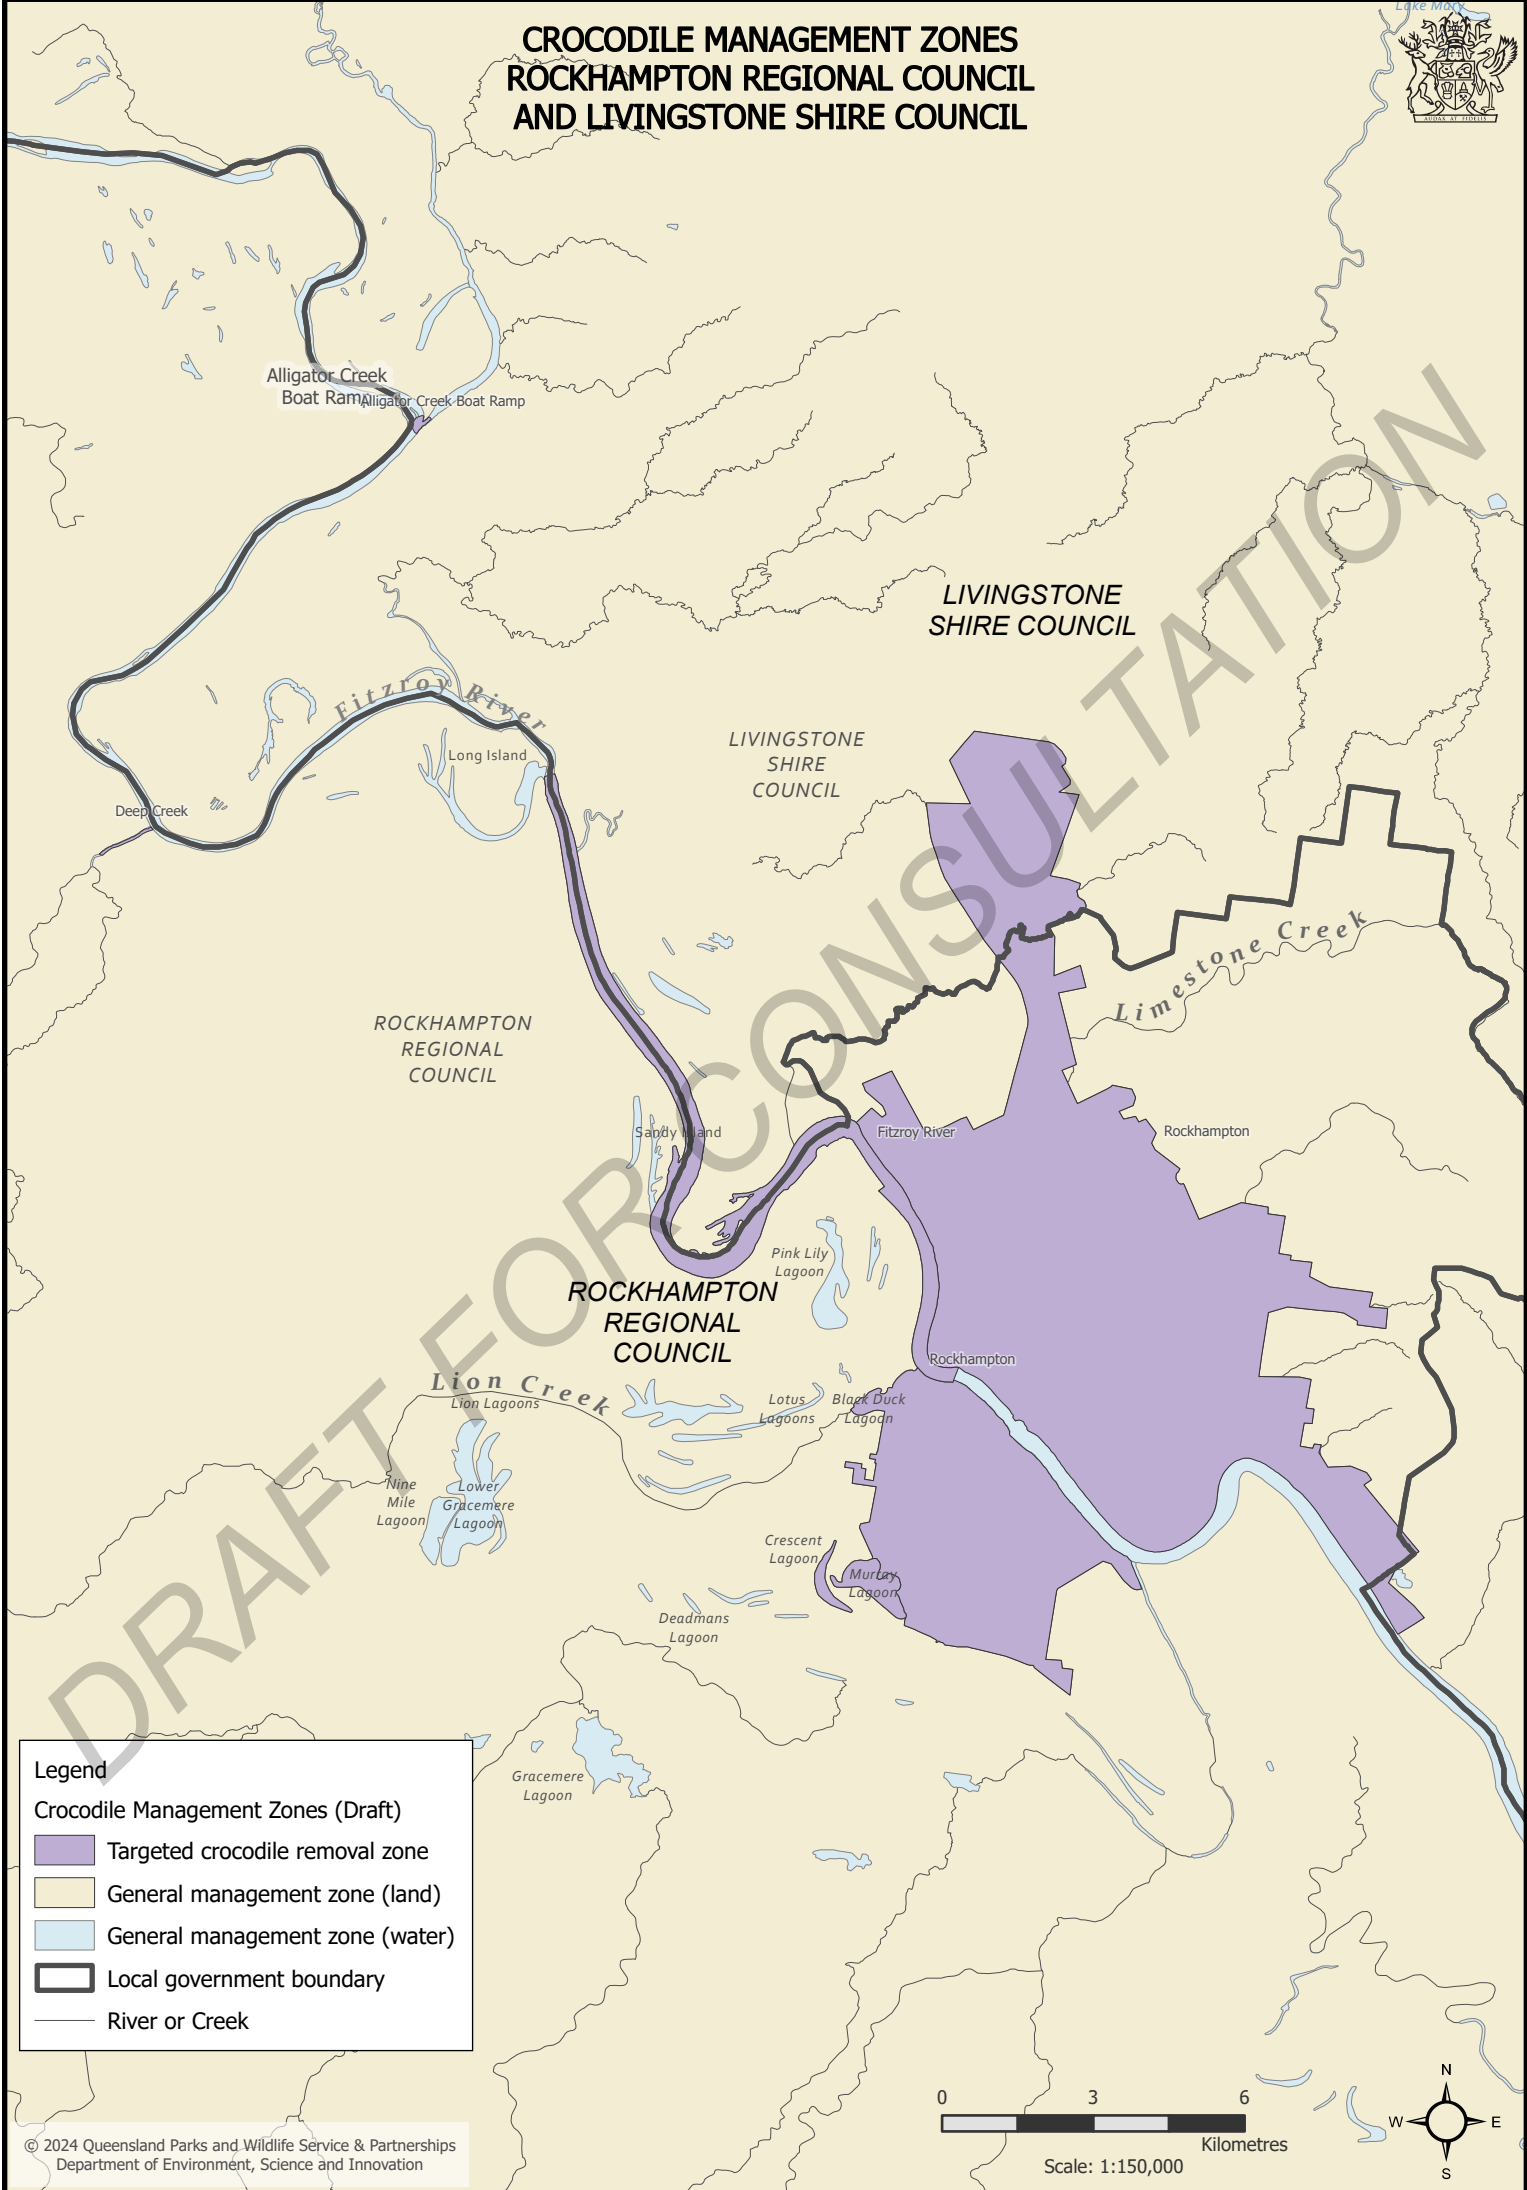 Lake Mary
CROCODILE MANAGEMENT ZONES
ROCKHAMPTON REGIONAL COUNCIL
AND LIVINGSTONE SHIRE COUNCIL
AUDAX AT FIDELIS
Alligator Creek
Boat Ramp
Alligator Creek Boat Ramp
LIVINGSTONE
SHIRE COUNCIL
Fitzroy River
Long Island
LIVINGSTONE
SHIRE
COUNCIL
Deep Creek
Limestone Creek
ROCKHAMPTON
REGIONAL
COUNCIL
Sandy Island
Fitzroy River
Rockhampton
Pink Lily
Lagoon
ROCKHAMPTON
REGIONAL
COUNCIL
Rockhampton
Lion Creek
Lion Lagoons
Lotus
Lagoons
Black Duck
Lagoon
Nine
Mile
Lagoon
Lower
Gracemere
Lagoon
Crescent
Lagoon
Murray
Lagoon
Deadmans
Lagoon
Gracemere
Lagoon
DRAFT FOR CONSULTATION
Legend
Crocodile Management Zones (Draft)
Targeted crocodile removal zone
General management zone (land)
General management zone (water)
Local government boundary
River or Creek
© 2024 Queensland Parks and Wildlife Service & Partnerships
Department of Environment, Science and Innovation
0 3 6
Kilometres
Scale: 1:150,000
N
W E
S